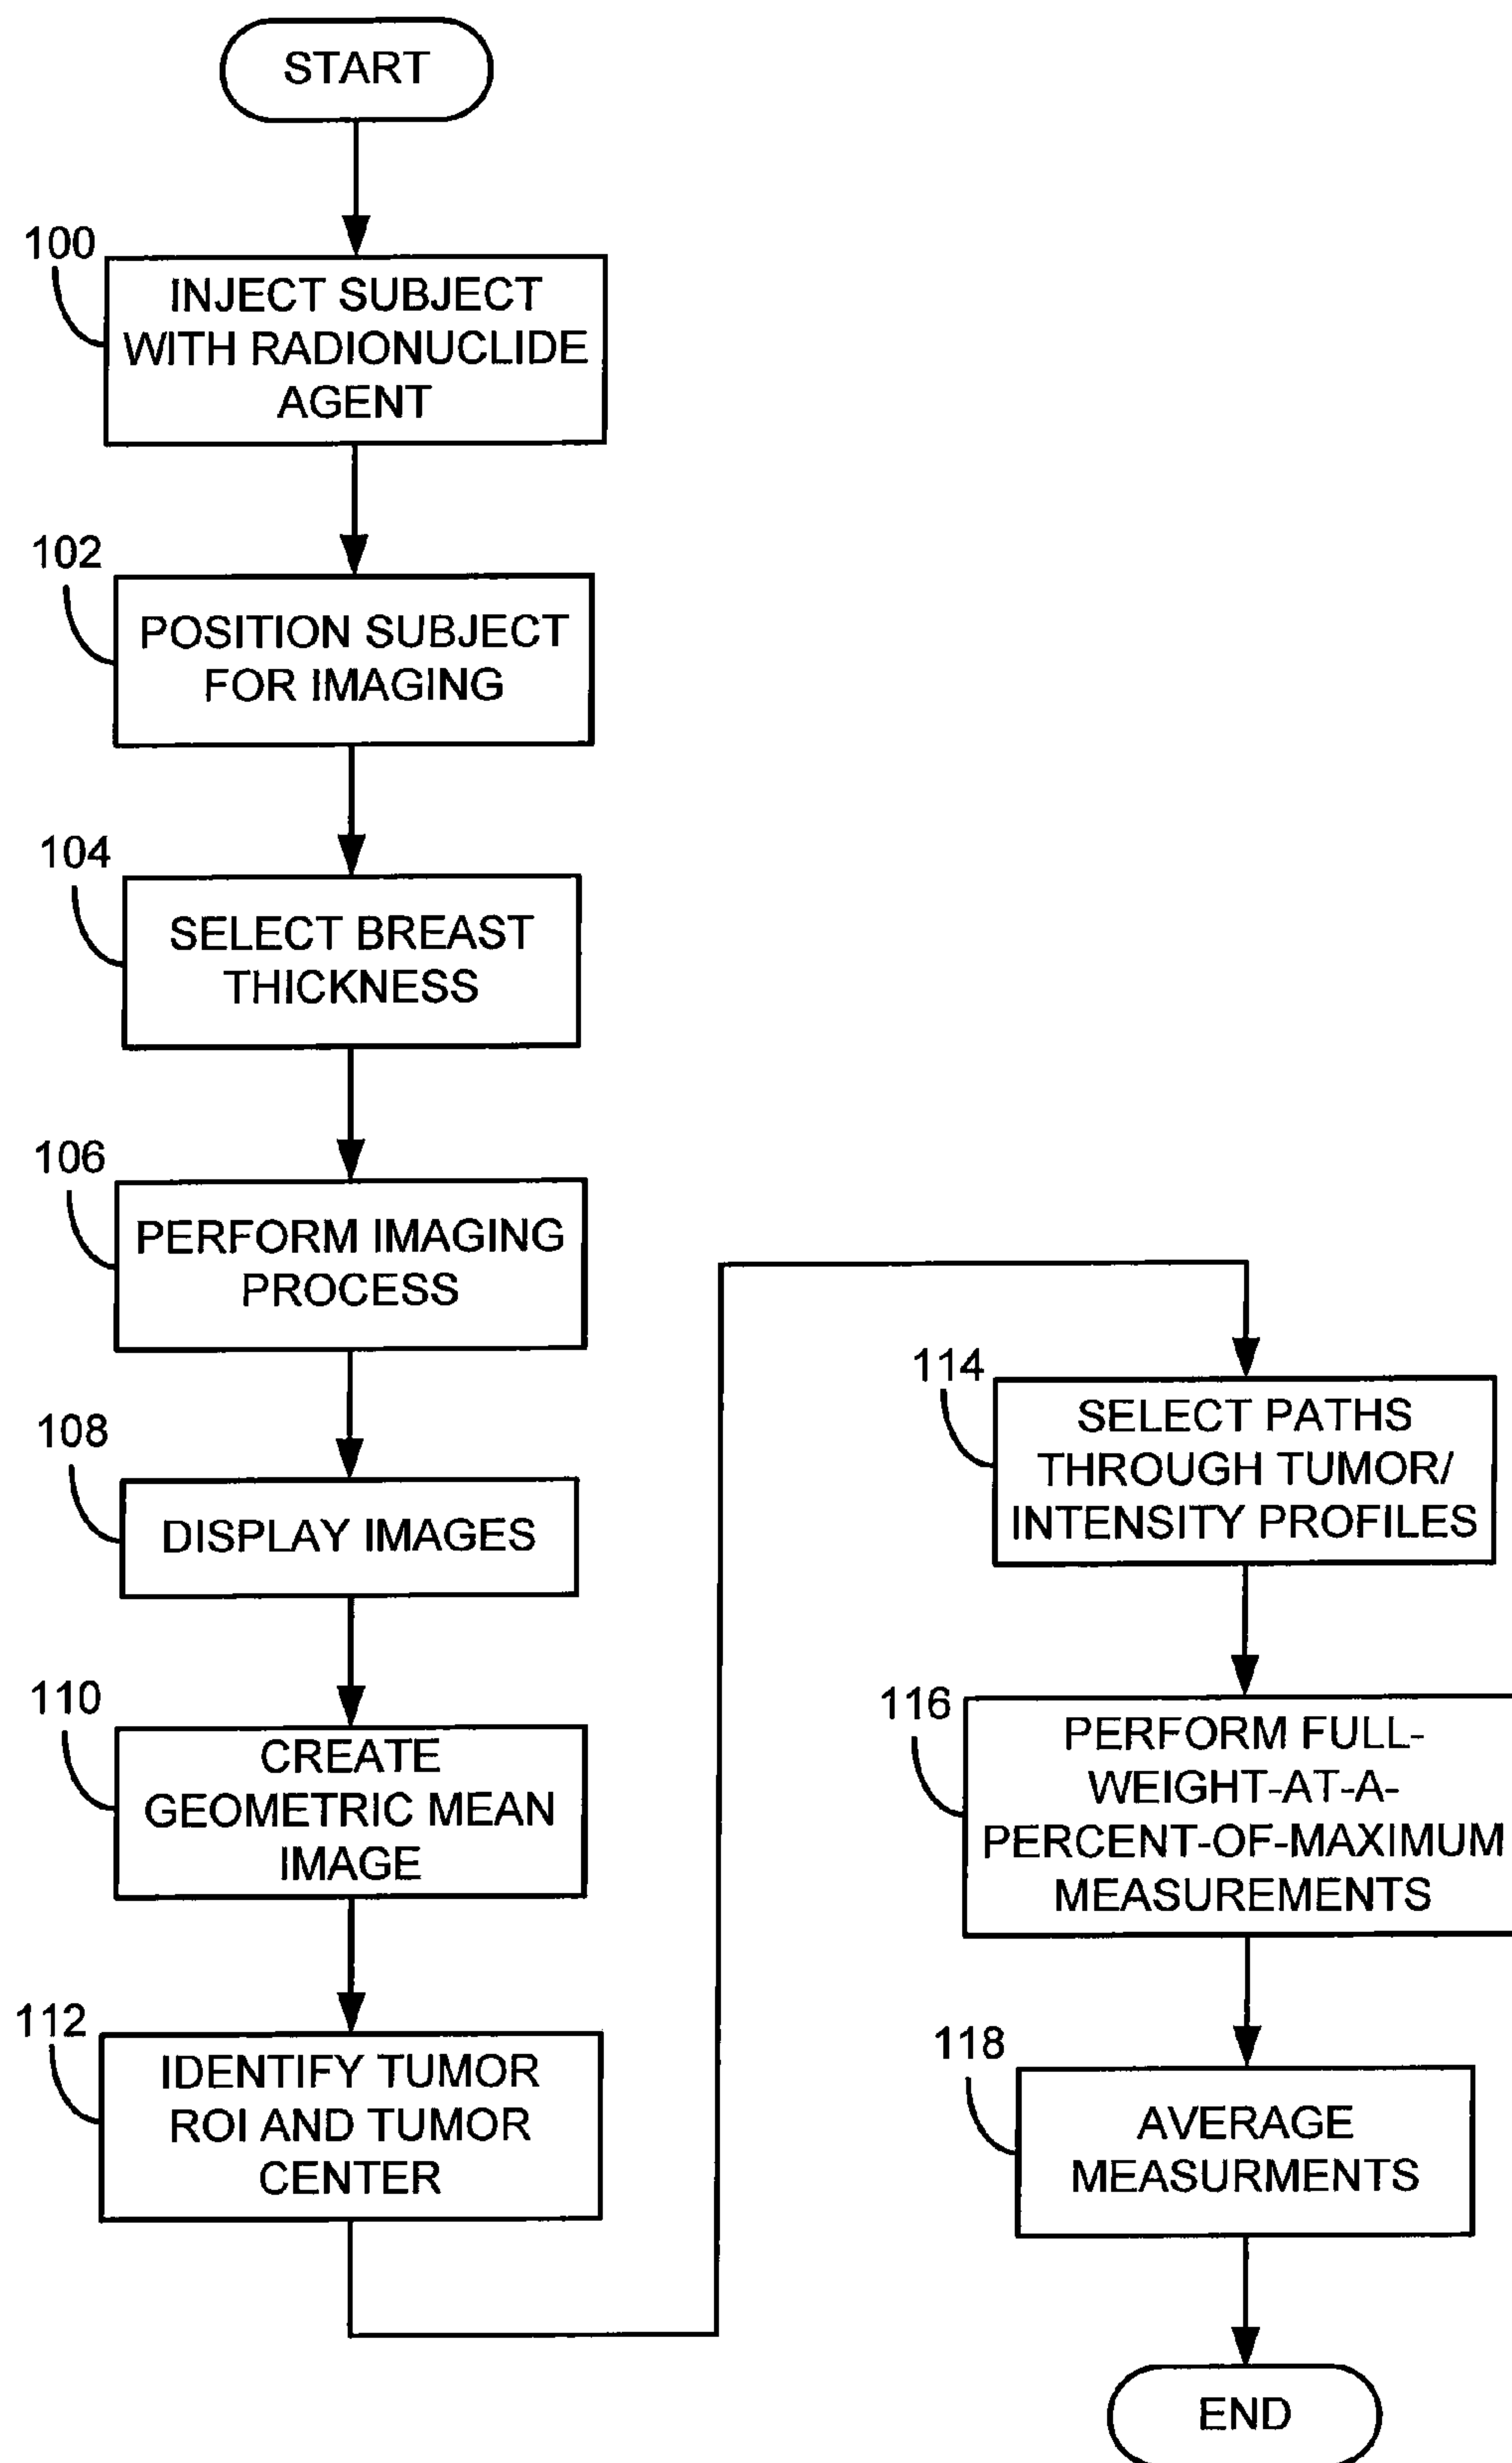 START
100
INJECT SUBJECT
WITH RADIONUCLIDE
AGENT
102
POSITION SUBJECT
FOR IMAGING
104
SELECT BREAST
THICKNESS
106
PERFORM IMAGING
PROCESS
108
DISPLAY IMAGES
110
CREATE
GEOMETRIC MEAN
IMAGE
112
IDENTIFY TUMOR
ROI AND TUMOR
CENTER
114
SELECT PATHS
THROUGH TUMOR/
INTENSITY PROFILES
116
PERFORM FULL-
WEIGHT-AT-A-
PERCENT-OF-MAXIMUM
MEASUREMENTS
118
AVERAGE
MEASURMENTS
END